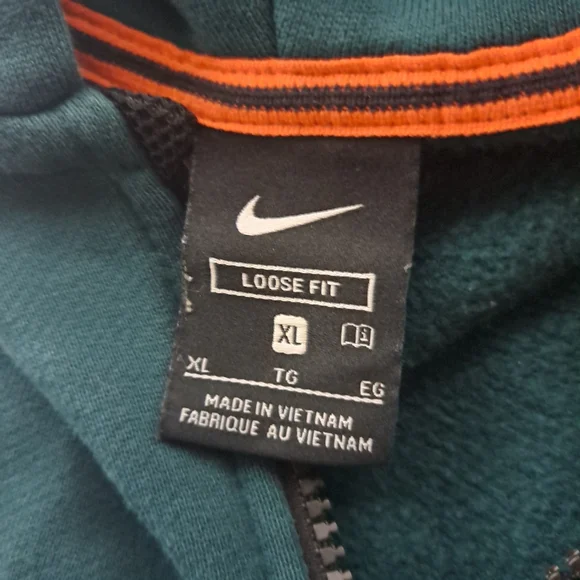 LOOSE FIT
XL
XL TG EG
MADE IN VIETNAM
FABRIQUE AU VIETNAM